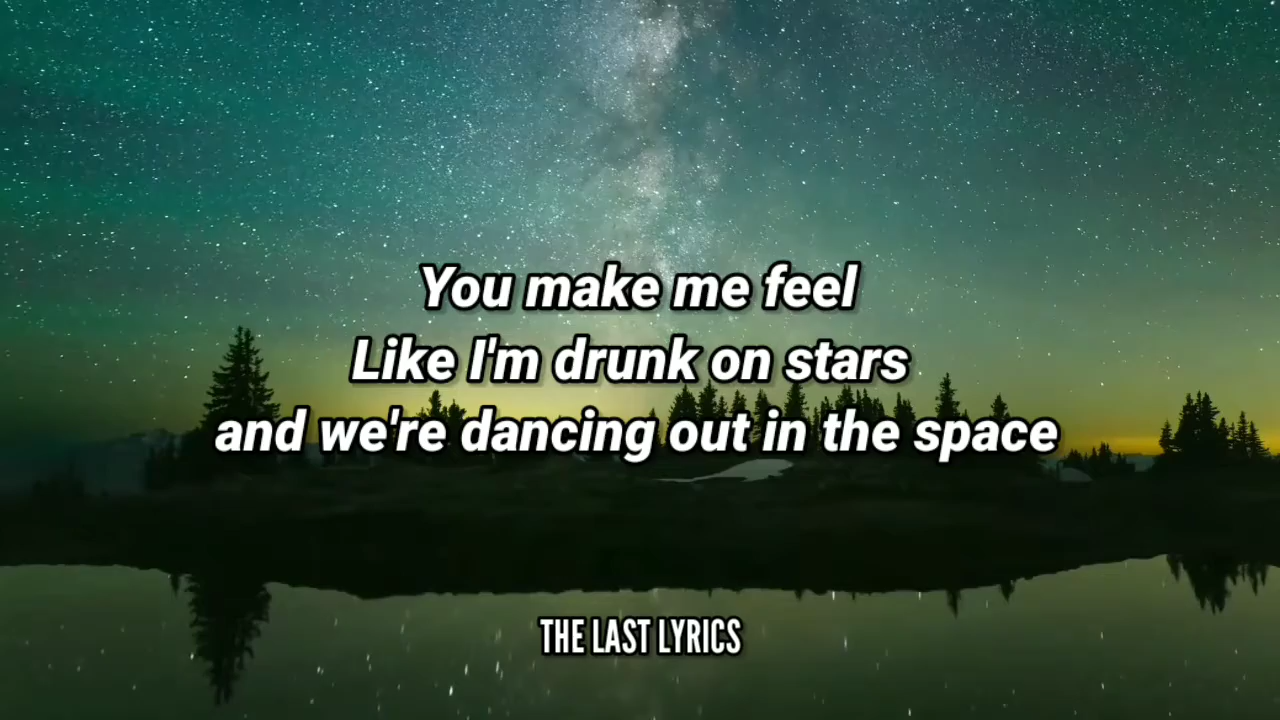 You make me feel
Like I'm drunk on stars
and we're dancing out in the space
THE LAST LYRICS